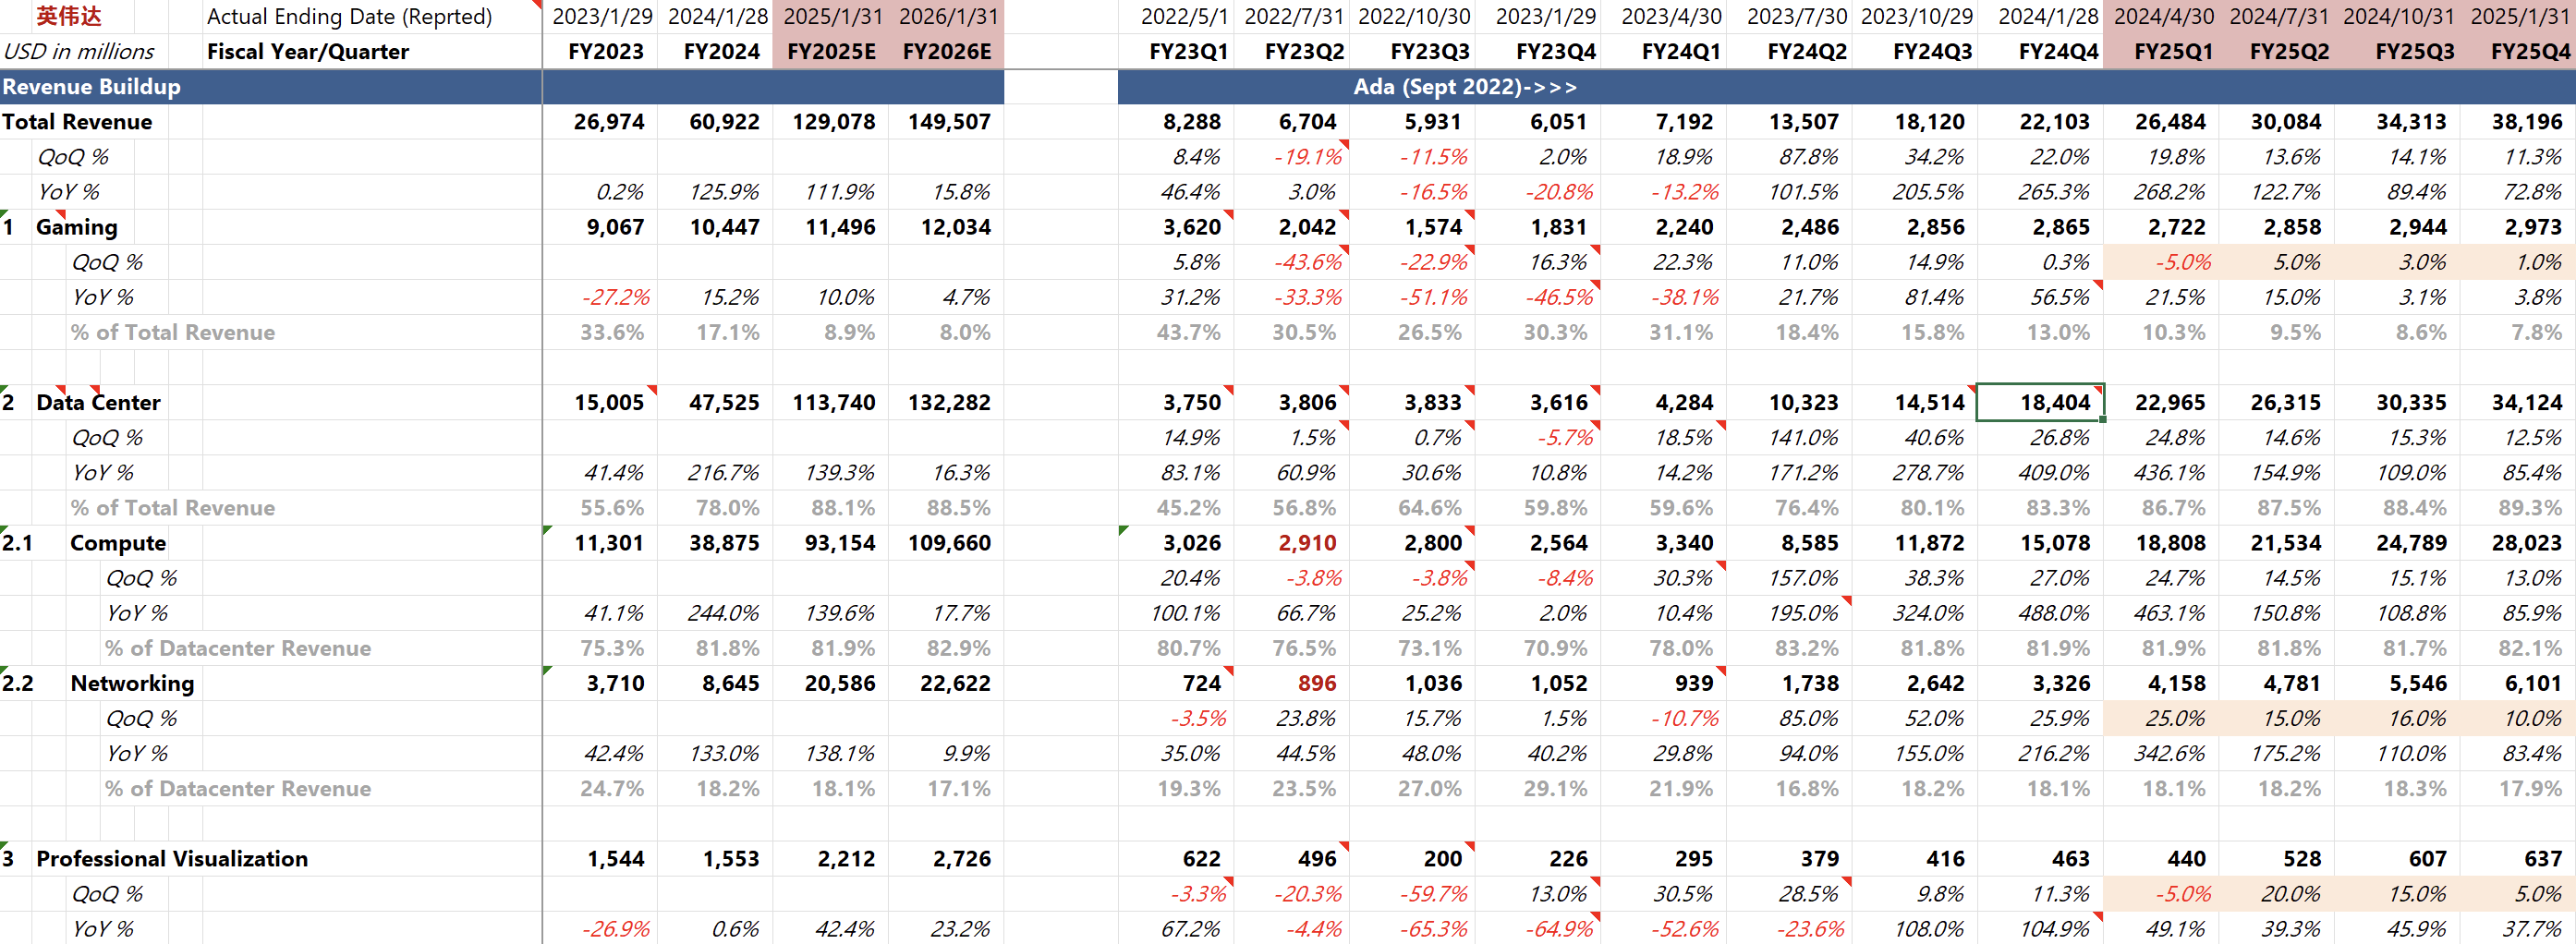 英伟达 Actual Ending Date (Reprted) 2023/1/29 2024/1/28 2025/1/31 2026/1/31 2022/5/1 2022/7/31 2022/10/30 2023/1/29 2023/4/30 2023/7/30 2023/10/29 2024/1/28 2024/4/30 2024/7/31 2024/10/31 2025/1/31
USD in millions Fiscal Year/Quarter FY2023 FY2024 FY2025E FY2026E FY23Q1 FY23Q2 FY23Q3 FY23Q4 FY24Q1 FY24Q2 FY24Q3 FY24Q4 FY25Q1 FY25Q2 FY25Q3 FY25Q4
Revenue Buildup Ada (Sept 2022)->>>
Total Revenue 26,974 60,922 129,078 149,507 8,288 6,704 5,931 6,051 7,192 13,507 18,120 22,103 26,484 30,084 34,313 38,196
QoQ % 8.4% -19.1% -11.5% 2.0% 18.9% 87.8% 34.2% 22.0% 19.8% 13.6% 14.1% 11.3%
YoY % 0.2% 125.9% 111.9% 15.8% 46.4% 3.0% -16.5% -20.8% -13.2% 101.5% 205.5% 265.3% 268.2% 122.7% 89.4% 72.8%
1 Gaming 9,067 10,447 11,496 12,034 3,620 2,042 1,574 1,831 2,240 2,486 2,856 2,865 2,722 2,858 2,944 2,973
QoQ % 5.8% -43.6% -22.9% 16.3% 22.3% 11.0% 14.9% 0.3% -5.0% 5.0% 3.0% 1.0%
YoY % -27.2% 15.2% 10.0% 4.7% 31.2% -33.3% -51.1% -46.5% -38.1% 21.7% 81.4% 56.5% 21.5% 15.0% 3.1% 3.8%
% of Total Revenue 33.6% 17.1% 8.9% 8.0% 43.7% 30.5% 26.5% 30.3% 31.1% 18.4% 15.8% 13.0% 10.3% 9.5% 8.6% 7.8%
2 Data Center 15,005 47,525 113,740 132,282 3,750 3,806 3,833 3,616 4,284 10,323 14,514 18,404 22,965 26,315 30,335 34,124
QoQ % 14.9% 1.5% 0.7% -5.7% 18.5% 141.0% 40.6% 26.8% 24.8% 14.6% 15.3% 12.5%
YoY % 41.4% 216.7% 139.3% 16.3% 83.1% 60.9% 30.6% 10.8% 14.2% 171.2% 278.7% 409.0% 436.1% 154.9% 109.0% 85.4%
% of Total Revenue 55.6% 78.0% 88.1% 88.5% 45.2% 56.8% 64.6% 59.8% 59.6% 76.4% 80.1% 83.3% 86.7% 87.5% 88.4% 89.3%
2.1 Compute 11,301 38,875 93,154 109,660 3,026 2,910 2,800 2,564 3,340 8,585 11,872 15,078 18,808 21,534 24,789 28,023
QoQ % 20.4% -3.8% -3.8% -8.4% 30.3% 157.0% 38.3% 27.0% 24.7% 14.5% 15.1% 13.0%
YoY % 41.1% 244.0% 139.6% 17.7% 100.1% 66.7% 25.2% 2.0% 10.4% 195.0% 324.0% 488.0% 463.1% 150.8% 108.8% 85.9%
% of Datacenter Revenue 75.3% 81.8% 81.9% 82.9% 80.7% 76.5% 73.1% 70.9% 78.0% 83.2% 81.8% 81.9% 81.9% 81.8% 81.7% 82.1%
2.2 Networking 3,710 8,645 20,586 22,622 724 896 1,036 1,052 939 1,738 2,642 3,326 4,158 4,781 5,546 6,101
QoQ % -3.5% 23.8% 15.7% 1.5% -10.7% 85.0% 52.0% 25.9% 25.0% 15.0% 16.0% 10.0%
YoY % 42.4% 133.0% 138.1% 9.9% 35.0% 44.5% 48.0% 40.2% 29.8% 94.0% 155.0% 216.2% 342.6% 175.2% 110.0% 83.4%
% of Datacenter Revenue 24.7% 18.2% 18.1% 17.1% 19.3% 23.5% 27.0% 29.1% 21.9% 16.8% 18.2% 18.1% 18.1% 18.2% 18.3% 17.9%
3 Professional Visualization 1,544 1,553 2,212 2,726 622 496 200 226 295 379 416 463 440 528 607 637
QoQ % -3.3% -20.3% -59.7% 13.0% 30.5% 28.5% 9.8% 11.3% -5.0% 20.0% 15.0% 5.0%
YoY % -26.9% 0.6% 42.4% 23.2% 67.2% -4.4% -65.3% -64.9% -52.6% -23.6% 108.0% 104.9% 49.1% 39.3% 45.9% 37.7%